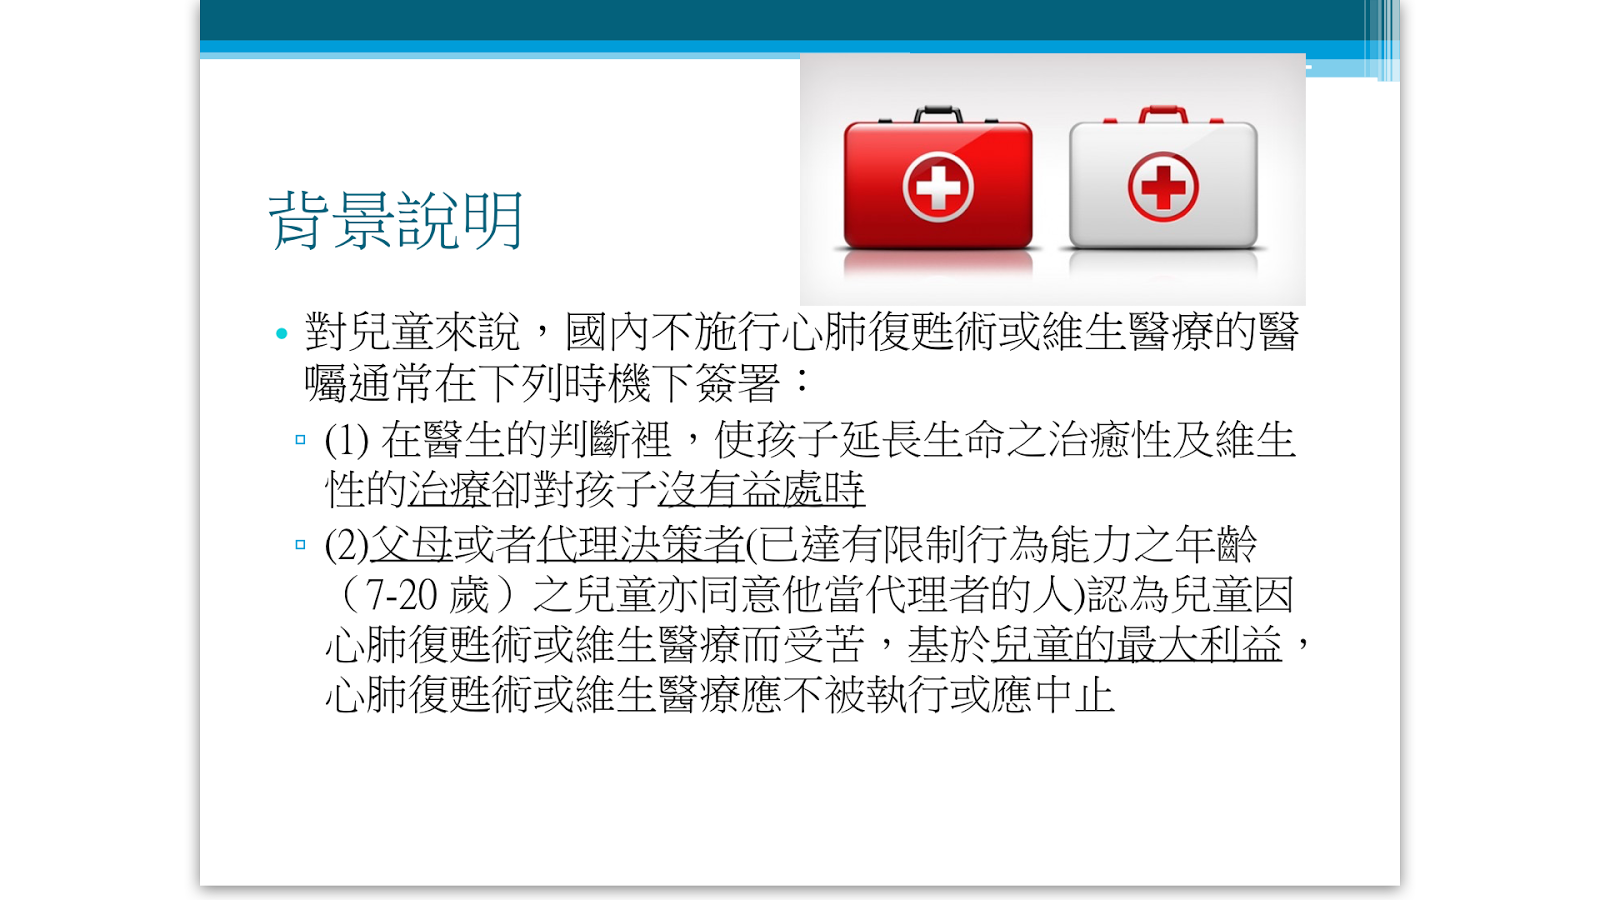 背景說明
• 對兒童來說，國內不施行心肺復甦術或維生醫療的醫
囑通常在下列時機下簽署：
▫ (1) 在醫生的判斷裡，使孩子延長生命之治癒性及維生
性的治療卻對孩子沒有益處時
▫ (2)父母或者代理決策者(已達有限制行為能力之年齡
（7-20 歲）之兒童亦同意他當代理者的人)認為兒童因
心肺復甦術或維生醫療而受苦，基於兒童的最大利益，
心肺復甦術或維生醫療應不被執行或應中止